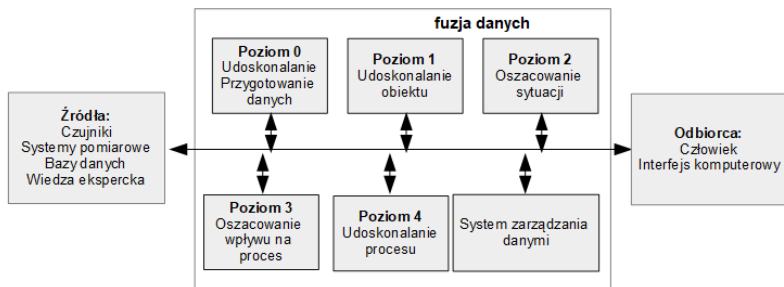 fuzja danych
Poziom 0
Udoskonalanie
Przygotowanie
danych
Poziom 1
Udoskonalanie
obiektu
Poziom 2
Oszacowanie
sytuacji
Źródła:
Czujniki
Systemy pomiarowe
Bazy danych
Wiedza ekspercka
Odbiorca:
Człowiek
Interfejs komputerowy
Poziom 3
Oszacowanie
wpływu na
proces
Poziom 4
Udoskonalanie
procesu
System zarządzania
danymi